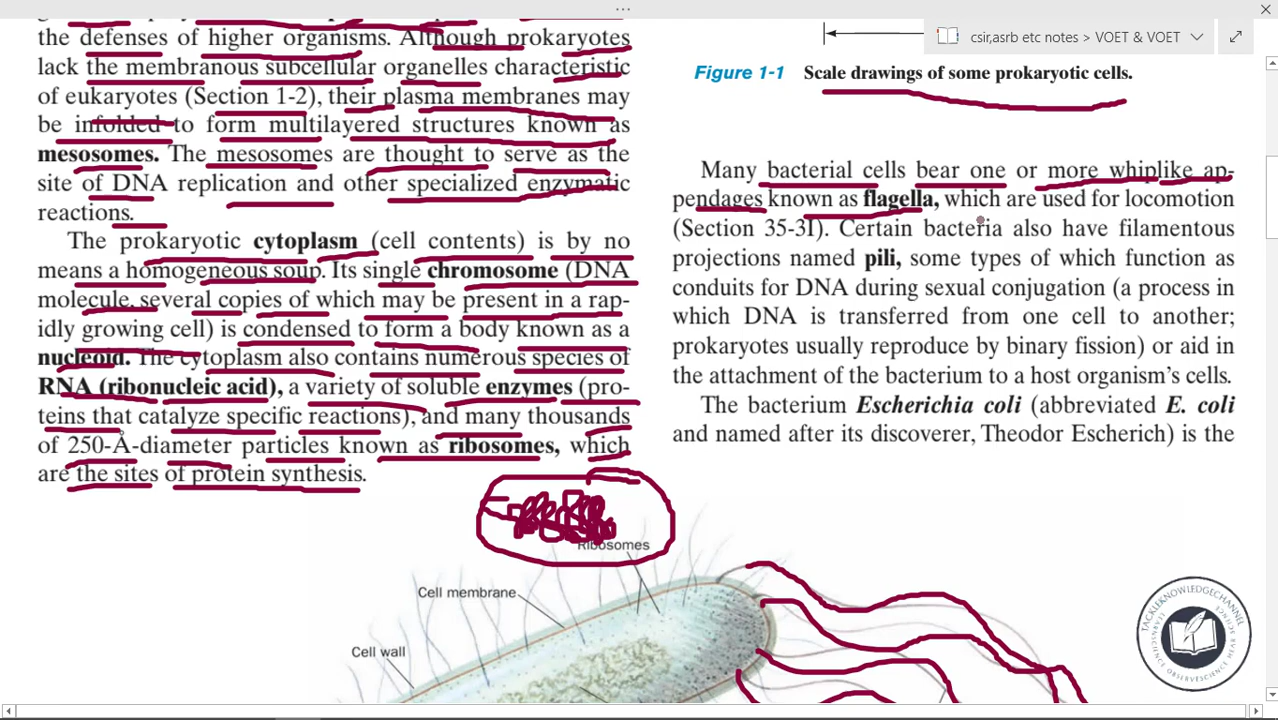 csir,asrb etc notes > VOET & VOET
the defenses of higher organisms. Although prokaryotes
lack the membranous subcellular organelles characteristic
of eukaryotes (Section 1-2), their plasma membranes may
be infolded to form multilayered structures known as
mesosomes. The mesosomes are thought to serve as the
site of DNA replication and other specialized enzymatic
reactions.
The prokaryotic cytoplasm (cell contents) is by no
means a homogeneous soup. Its single chromosome (DNA
molecule, several copies of which may be present in a rap-
idly growing cell) is condensed to form a body known as a
nucleoid. The cytoplasm also contains numerous species of
RNA (ribonucleic acid), a variety of soluble enzymes (pro-
teins that catalyze specific reactions), and many thousands
of 250-Å-diameter particles known as ribosomes, which
are the sites of protein synthesis.
Figure 1-1 Scale drawings of some prokaryotic cells.
Many bacterial cells bear one or more whiplike ap-
pendages known as flagella, which are used for locomotion
(Section 35-3I). Certain bacteria also have filamentous
projections named pili, some types of which function as
conduits for DNA during sexual conjugation (a process in
which DNA is transferred from one cell to another;
prokaryotes usually reproduce by binary fission) or aid in
the attachment of the bacterium to a host organism's cells.
The bacterium Escherichia coli (abbreviated E. coli
and named after its discoverer, Theodor Escherich) is the
Ribosomes
Cell membrane
Cell wall
TACKLEKNOWLEDGECHANNEL